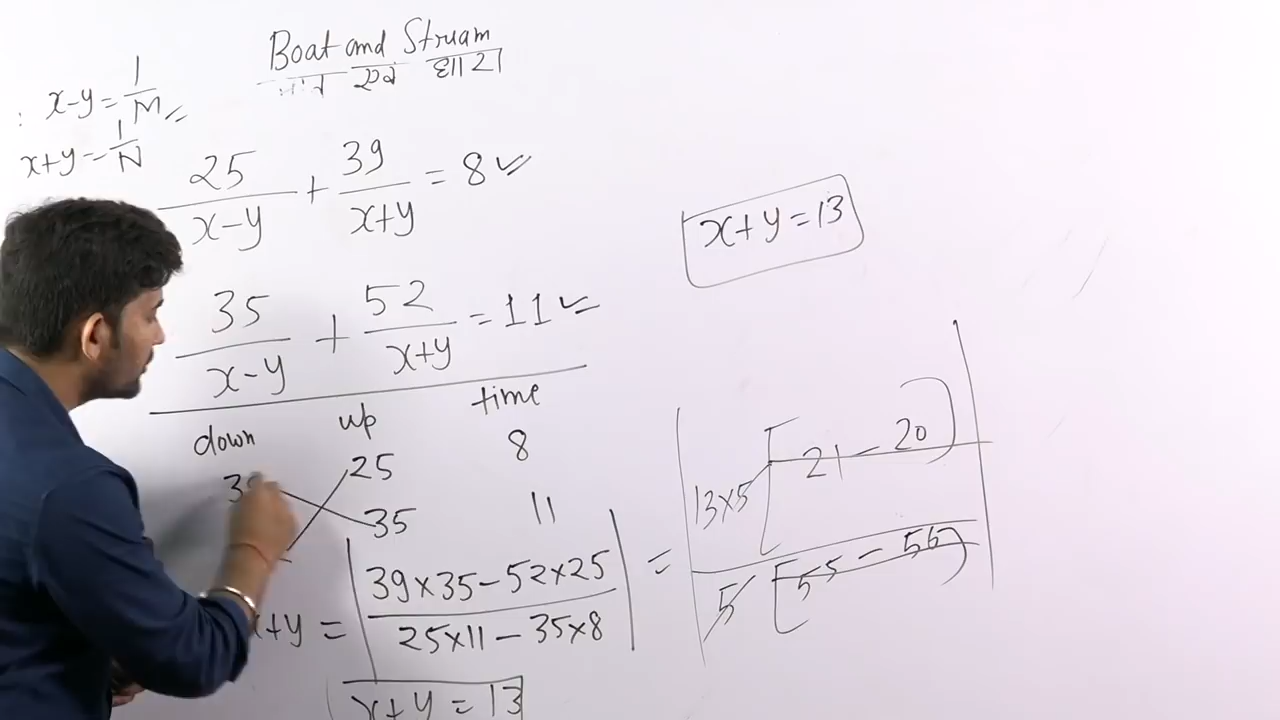 Boat and Stream
एवं धारा
x-y=1/M
x+y=1/N
25/(x-y) + 39/(x+y) = 8
35/(x-y) + 52/(x+y) = 11
down up time
25 8
35 11
x+y = |(39×35-52×25)/(25×11-35×8)| = |13×5[21-20]/5[55-56]|
x+y = 13
x+y=13